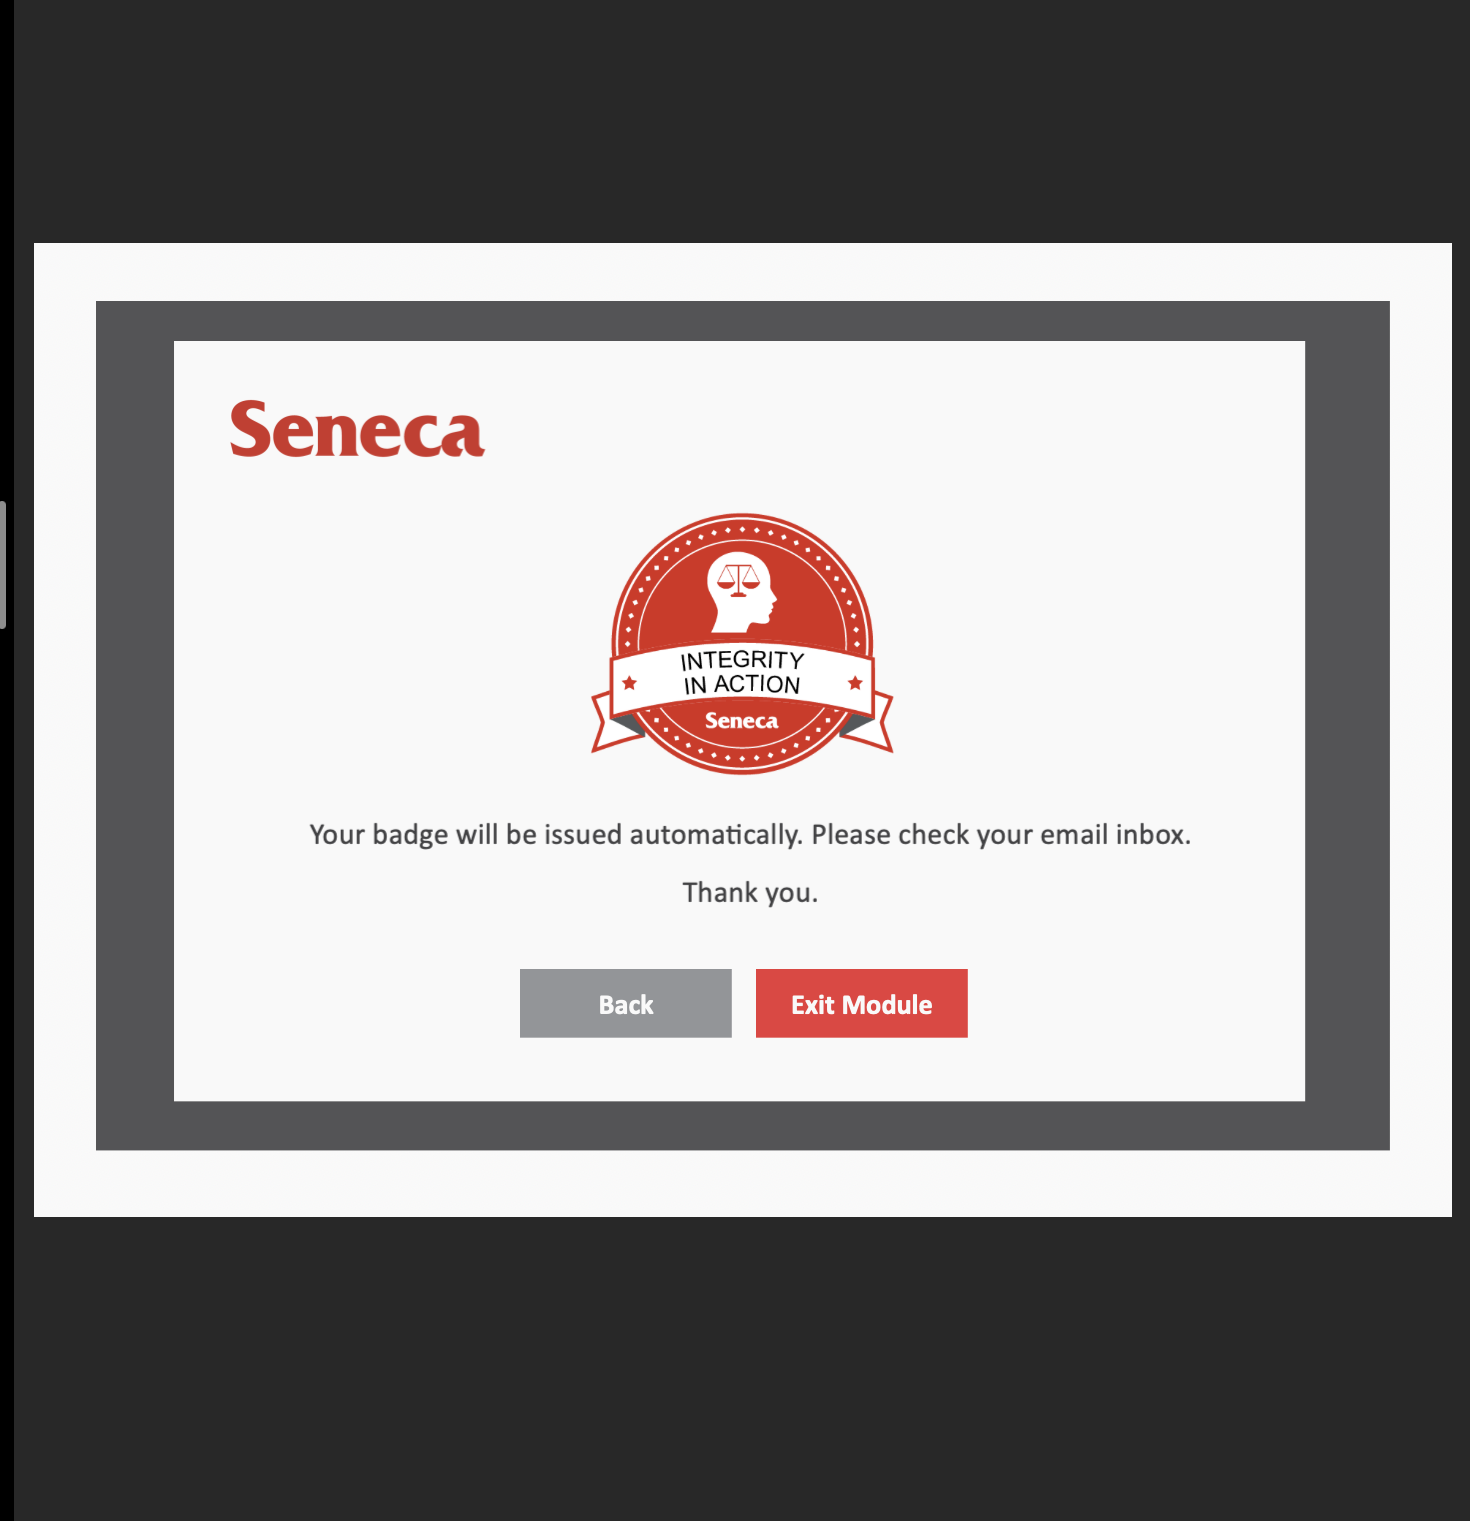 Seneca
INTEGRITY
IN ACTION
Seneca
Your badge will be issued automatically. Please check your email inbox.
Thank you.
Back
Exit Module